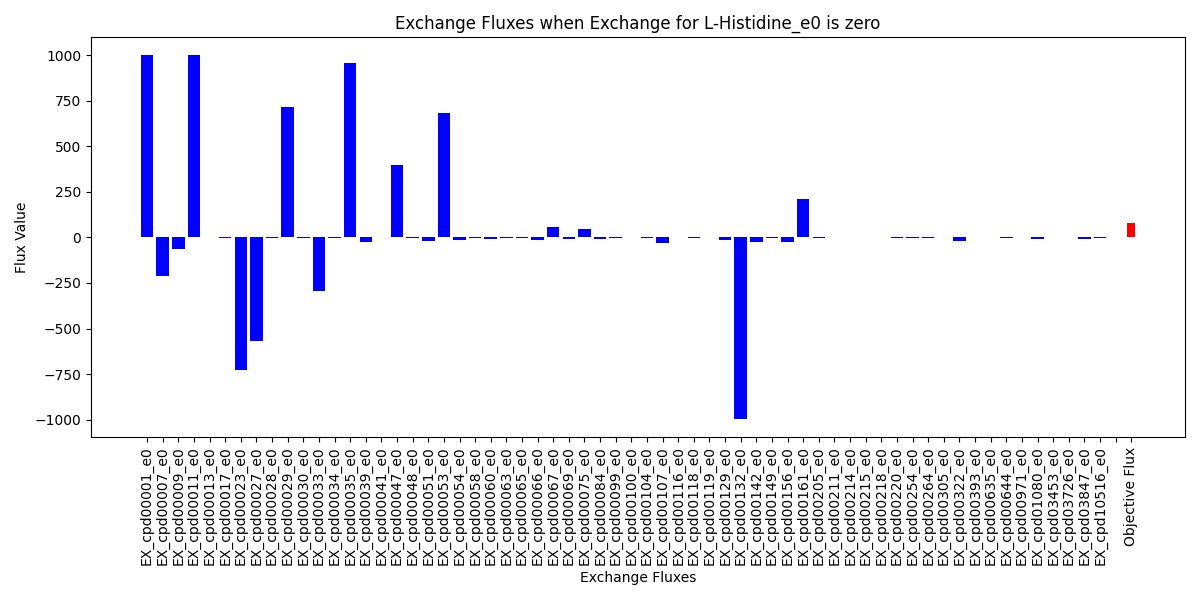 Exchange Fluxes when Exchange for L-Histidine_e0 is zero
Flux Value
1000
750
500
250
0
−250
−500
−750
−1000
EX_cpd00001_e0
EX_cpd00007_e0
EX_cpd00009_e0
EX_cpd00011_e0
EX_cpd00013_e0
EX_cpd00017_e0
EX_cpd00023_e0
EX_cpd00027_e0
EX_cpd00028_e0
EX_cpd00029_e0
EX_cpd00030_e0
EX_cpd00033_e0
EX_cpd00034_e0
EX_cpd00035_e0
EX_cpd00039_e0
EX_cpd00041_e0
EX_cpd00047_e0
EX_cpd00048_e0
EX_cpd00051_e0
EX_cpd00053_e0
EX_cpd00054_e0
EX_cpd00058_e0
EX_cpd00060_e0
EX_cpd00063_e0
EX_cpd00065_e0
EX_cpd00066_e0
EX_cpd00067_e0
EX_cpd00069_e0
EX_cpd00075_e0
EX_cpd00084_e0
EX_cpd00099_e0
EX_cpd00100_e0
EX_cpd00104_e0
EX_cpd00107_e0
EX_cpd00116_e0
EX_cpd00118_e0
EX_cpd00119_e0
EX_cpd00129_e0
EX_cpd00132_e0
EX_cpd00142_e0
EX_cpd00149_e0
EX_cpd00156_e0
EX_cpd00161_e0
EX_cpd00205_e0
EX_cpd00211_e0
EX_cpd00214_e0
EX_cpd00215_e0
EX_cpd00218_e0
EX_cpd00220_e0
EX_cpd00254_e0
EX_cpd00264_e0
EX_cpd00305_e0
EX_cpd00322_e0
EX_cpd00393_e0
EX_cpd00635_e0
EX_cpd00644_e0
EX_cpd00971_e0
EX_cpd01080_e0
EX_cpd03453_e0
EX_cpd03726_e0
EX_cpd03847_e0
EX_cpd10516_e0
Objective Flux
Exchange Fluxes